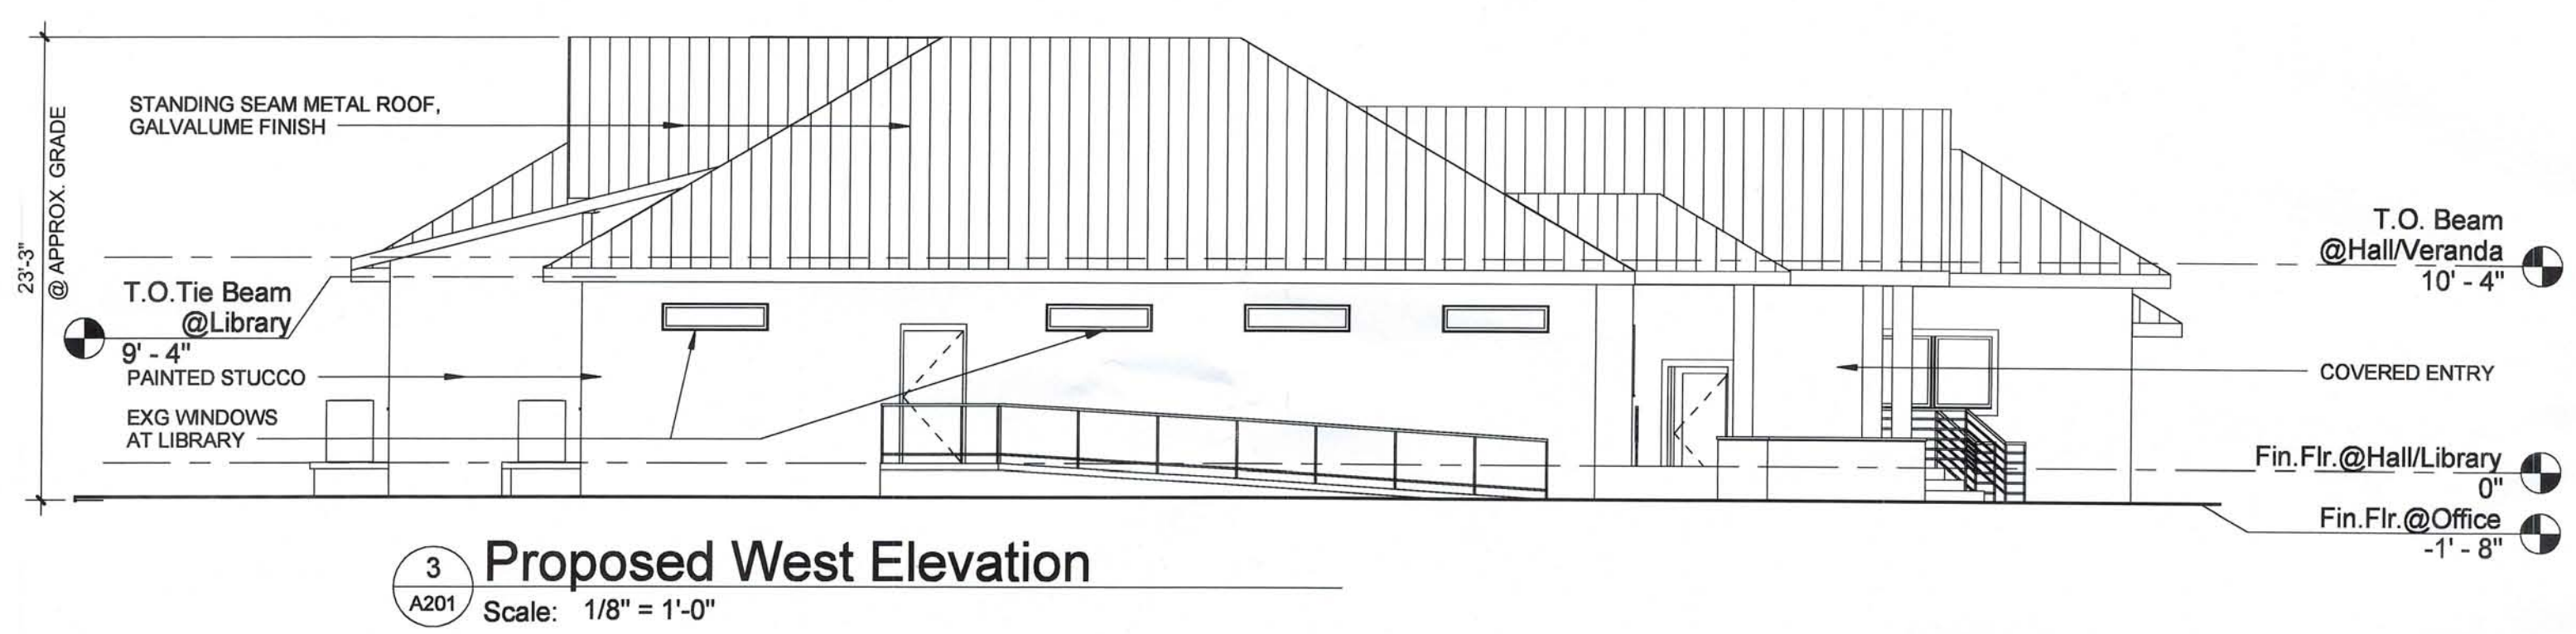 STANDING SEAM METAL ROOF,
GALVALUME FINISH
23'-3"
@ APPROX. GRADE
T.O.Tie Beam
@Library
9' - 4"
PAINTED STUCCO
EXG WINDOWS
AT LIBRARY
T.O. Beam
@Hall/Veranda
10' - 4"
COVERED ENTRY
Fin.Flr.@Hall/Library
0"
Fin.Flr.@Office
-1' - 8"
3
A201
Proposed West Elevation
Scale: 1/8" = 1'-0"